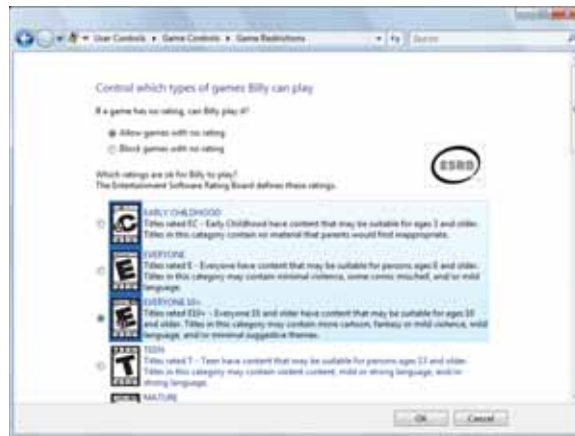 User Controls ▸ Game Controls ▸ Game Restrictions
Search
Control which types of games Billy can play
If a game has no rating, can Billy play it?
Allow games with no rating
Block games with no rating
ESRB
Which ratings are ok for Billy to play?
The Entertainment Software Rating Board defines these ratings.
EARLY CHILDHOOD
Titles rated EC - Early Childhood have content that may be suitable for ages 3 and older.
Titles in this category contain no material that parents would find inappropriate.
EVERYONE
Titles rated E - Everyone have content that may be suitable for persons ages 6 and older.
Titles in this category may contain minimal violence, some comic mischief, and/or mild
language.
EVERYONE 10+
Titles rated E10+ - Everyone 10 and older have content that may be suitable for ages 10
and older. Titles in this category may contain more cartoon, fantasy or mild violence, mild
language, and/or minimal suggestive themes.
TEEN
Titles rated T - Teen have content that may be suitable for persons ages 13 and older.
Titles in this category may contain violent content, mild or strong language, and/or
strong language.
MATURE
OK
Cancel